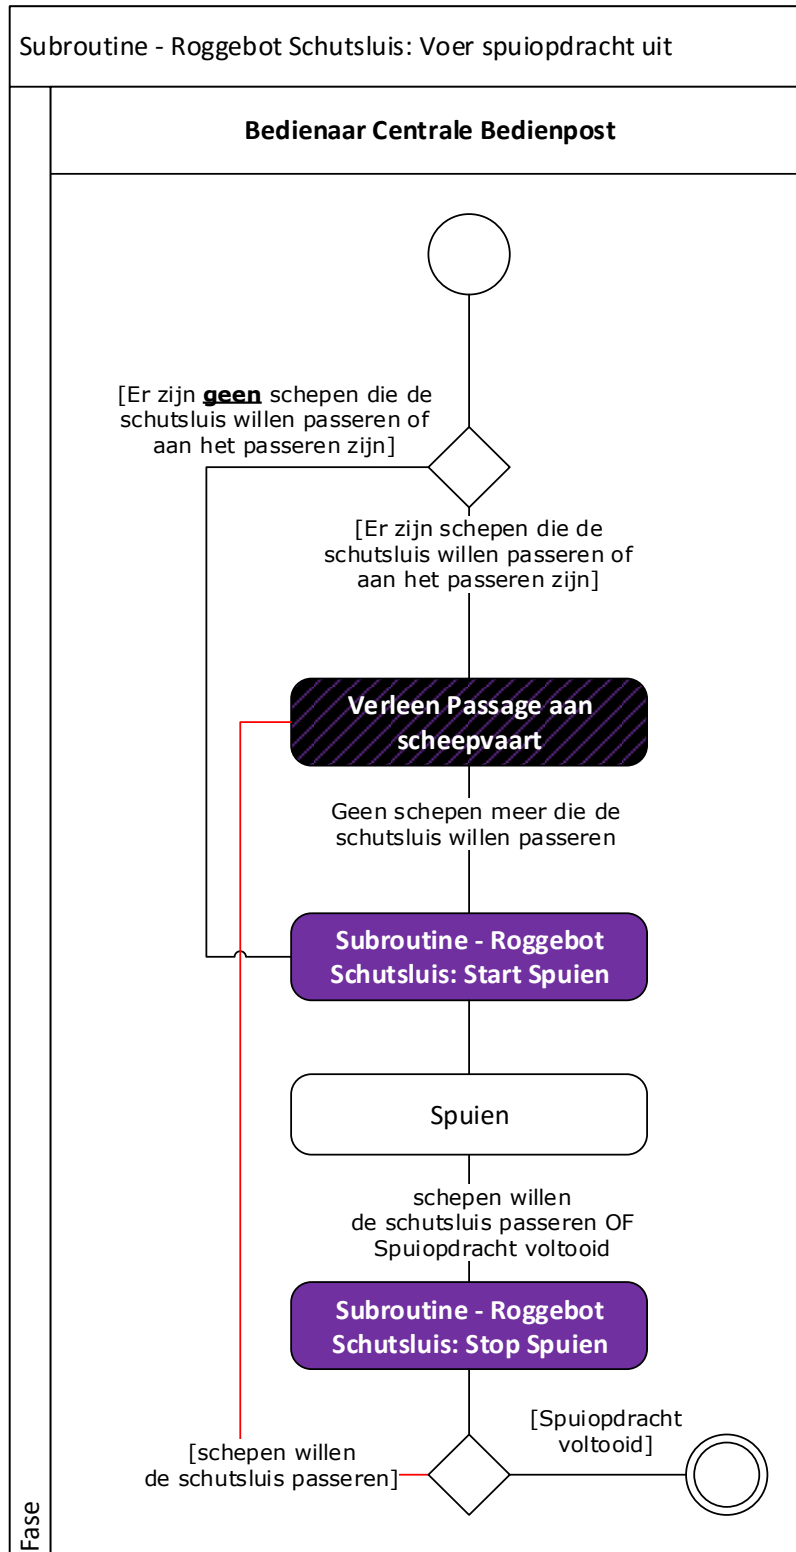 Subroutine - Roggebot Schutsluis: Voer spuiopdracht uit
Bedienaar Centrale Bedienpost
[Er zijn geen schepen die de
schutsluis willen passeren of
aan het passeren zijn]
[Er zijn schepen die de
schutsluis willen passeren of
aan het passeren zijn]
Verleen Passage aan
scheepvaart
Geen schepen meer die de
schutsluis willen passeren
Subroutine - Roggebot
Schutsluis: Start Spuien
Spuien
schepen willen
de schutsluis passeren OF
Spuiopdracht voltooid
Subroutine - Roggebot
Schutsluis: Stop Spuien
[Spuiopdracht
voltooid]
[schepen willen
de schutsluis passeren]
Fase